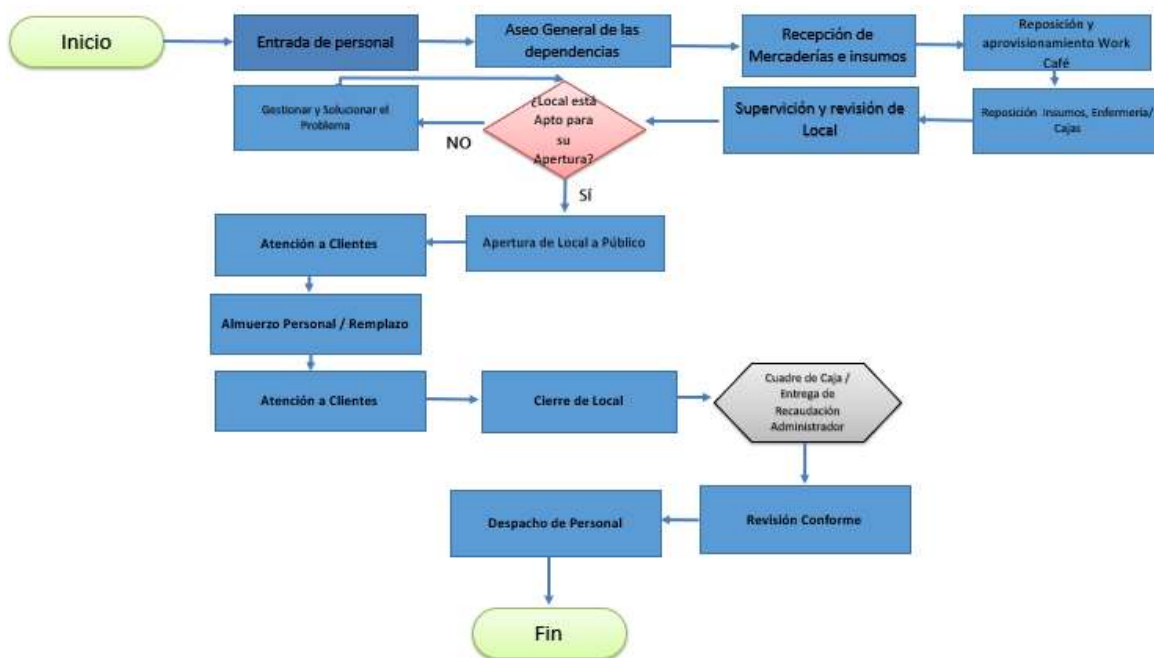 Inicio
Entrada de personal
Aseo General de las
dependencias
Recepción de
Mercaderías e insumos
Reposición y
aprovisionamiento Work
Café
Reposición Insumos, Enfermería/
Cajas
Supervición y revisión de
Local
¿Local está
Apto para
su
Apertura?
Gestionar y Solucionar el
Problema
NO
SÍ
Apertura de Local a Público
Atención a Clientes
Almuerzo Personal / Remplazo
Atención a Clientes
Cierre de Local
Cuadre de Caja /
Entrega de
Recaudación
Administrador
Revisión Conforme
Despacho de Personal
Fin